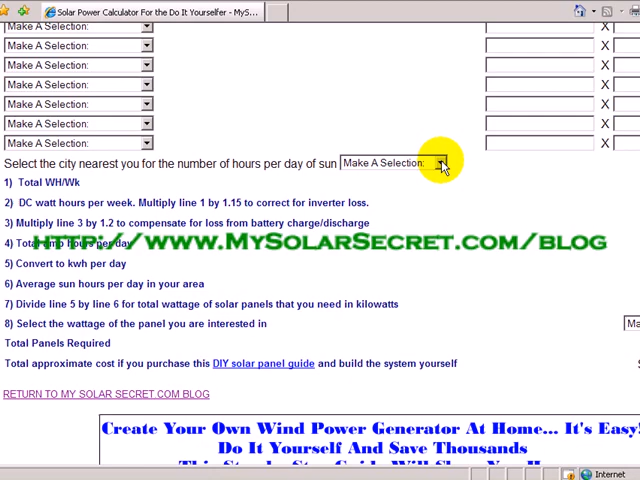 Solar Power Calculator For the Do It Yourselfer - MyS...
Make A Selection:
Make A Selection: X
Make A Selection: X
Make A Selection: X
Make A Selection: X
Make A Selection: X
Make A Selection: X
Select the city nearest you for the number of hours per day of sun Make A Selection:
1) Total WH/Wk
2) DC watt hours per week. Multiply line 1 by 1.15 to correct for inverter loss.
3) Multiply line 3 by 1.2 to compensate for loss from battery charge/discharge
4) Total amp hours per day
http://www.MySolarSecret.com/blog
5) Convert to kwh per day
6) Average sun hours per day in your area
7) Divide line 5 by line 6 for total wattage of solar panels that you need in kilowatts
8) Select the wattage of the panel you are interested in Ma
Total Panels Required
Total approximate cost if you purchase this DIY solar panel guide and build the system yourself
RETURN TO MY SOLAR SECRET COM BLOG
Create Your Own Wind Power Generator At Home... It's Easy!
Do It Yourself And Save Thousands
Internet